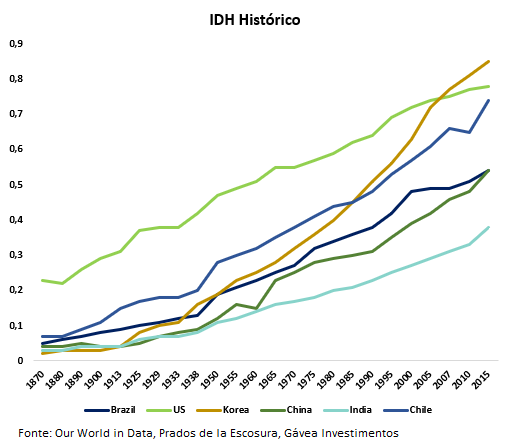 IDH Histórico
0,9
0,8
0,7
0,6
0,5
0,4
0,3
0,2
0,1
0
1870 1880 1890 1900 1913 1925 1929 1933 1938 1950 1955 1960 1965 1970 1975 1980 1985 1990 1995 2000 2005 2007 2010 2015
Brazil US Korea China India Chile
Fonte: Our World in Data, Prados de la Escosura, Gávea Investimentos